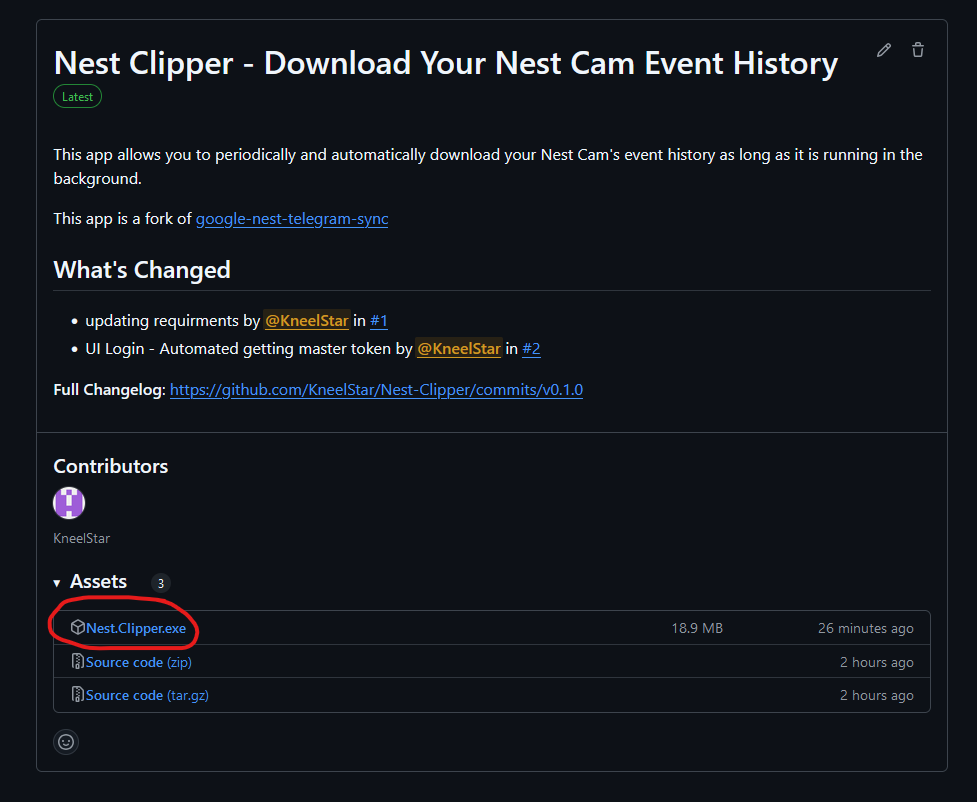 Nest Clipper - Download Your Nest Cam Event History
Latest
This app allows you to periodically and automatically download your Nest Cam's event history as long as it is running in the
background.
This app is a fork of google-nest-telegram-sync
What's Changed
• updating requirments by @KneelStar in #1
• UI Login - Automated getting master token by @KneelStar in #2
Full Changelog: https://github.com/KneelStar/Nest-Clipper/commits/v0.1.0
Contributors
KneelStar
Assets 3
Nest.Clipper.exe 18.9 MB 26 minutes ago
Source code (zip) 2 hours ago
Source code (tar.gz) 2 hours ago